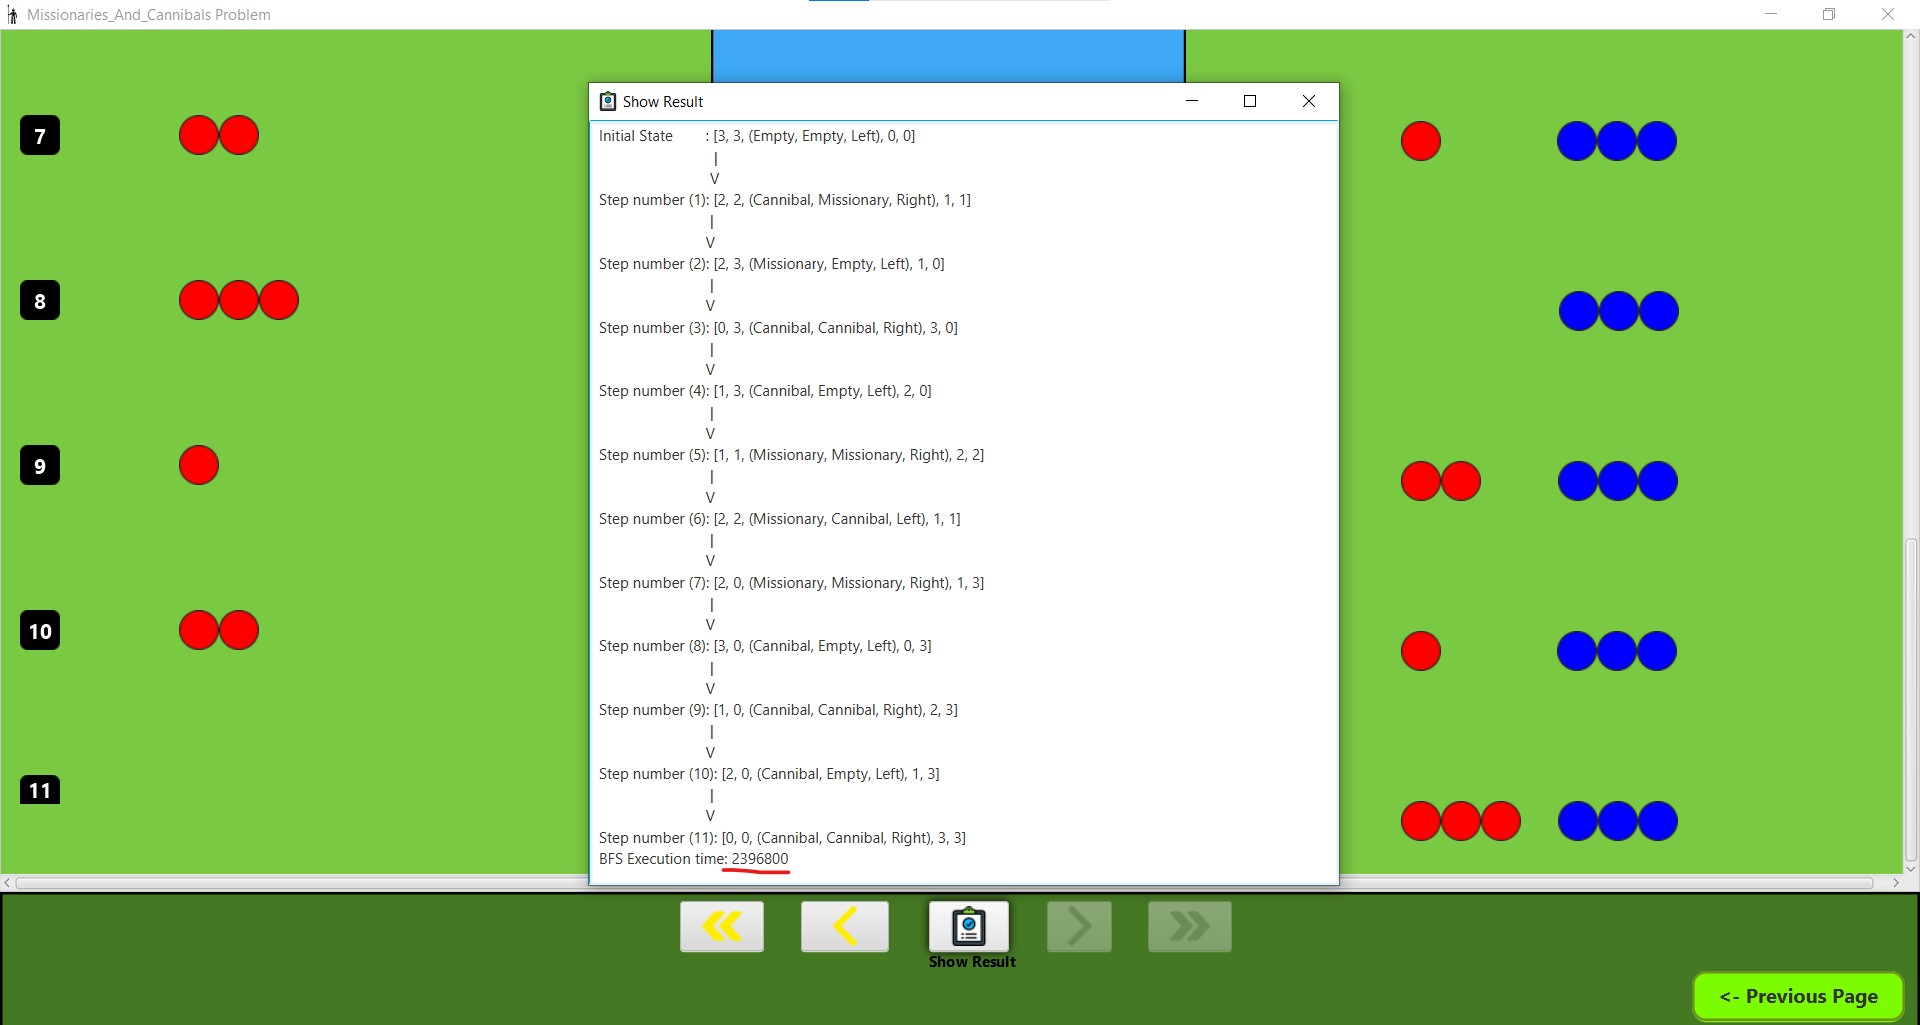 Missionaries_And_Cannibals Problem
Show Result
Initial State : [3, 3, (Empty, Empty, Left), 0, 0]
|
V
Step number (1): [2, 2, (Cannibal, Missionary, Right), 1, 1]
|
V
Step number (2): [2, 3, (Missionary, Empty, Left), 1, 0]
|
V
Step number (3): [0, 3, (Cannibal, Cannibal, Right), 3, 0]
|
V
Step number (4): [1, 3, (Cannibal, Empty, Left), 2, 0]
|
V
Step number (5): [1, 1, (Missionary, Missionary, Right), 2, 2]
|
V
Step number (6): [2, 2, (Missionary, Cannibal, Left), 1, 1]
|
V
Step number (7): [2, 0, (Missionary, Missionary, Right), 1, 3]
|
V
Step number (8): [3, 0, (Cannibal, Empty, Left), 0, 3]
|
V
Step number (9): [1, 0, (Cannibal, Cannibal, Right), 2, 3]
|
V
Step number (10): [2, 0, (Cannibal, Empty, Left), 1, 3]
|
V
Step number (11): [0, 0, (Cannibal, Cannibal, Right), 3, 3]
BFS Execution time: 2396800
7
8
9
10
11
Show Result
<- Previous Page